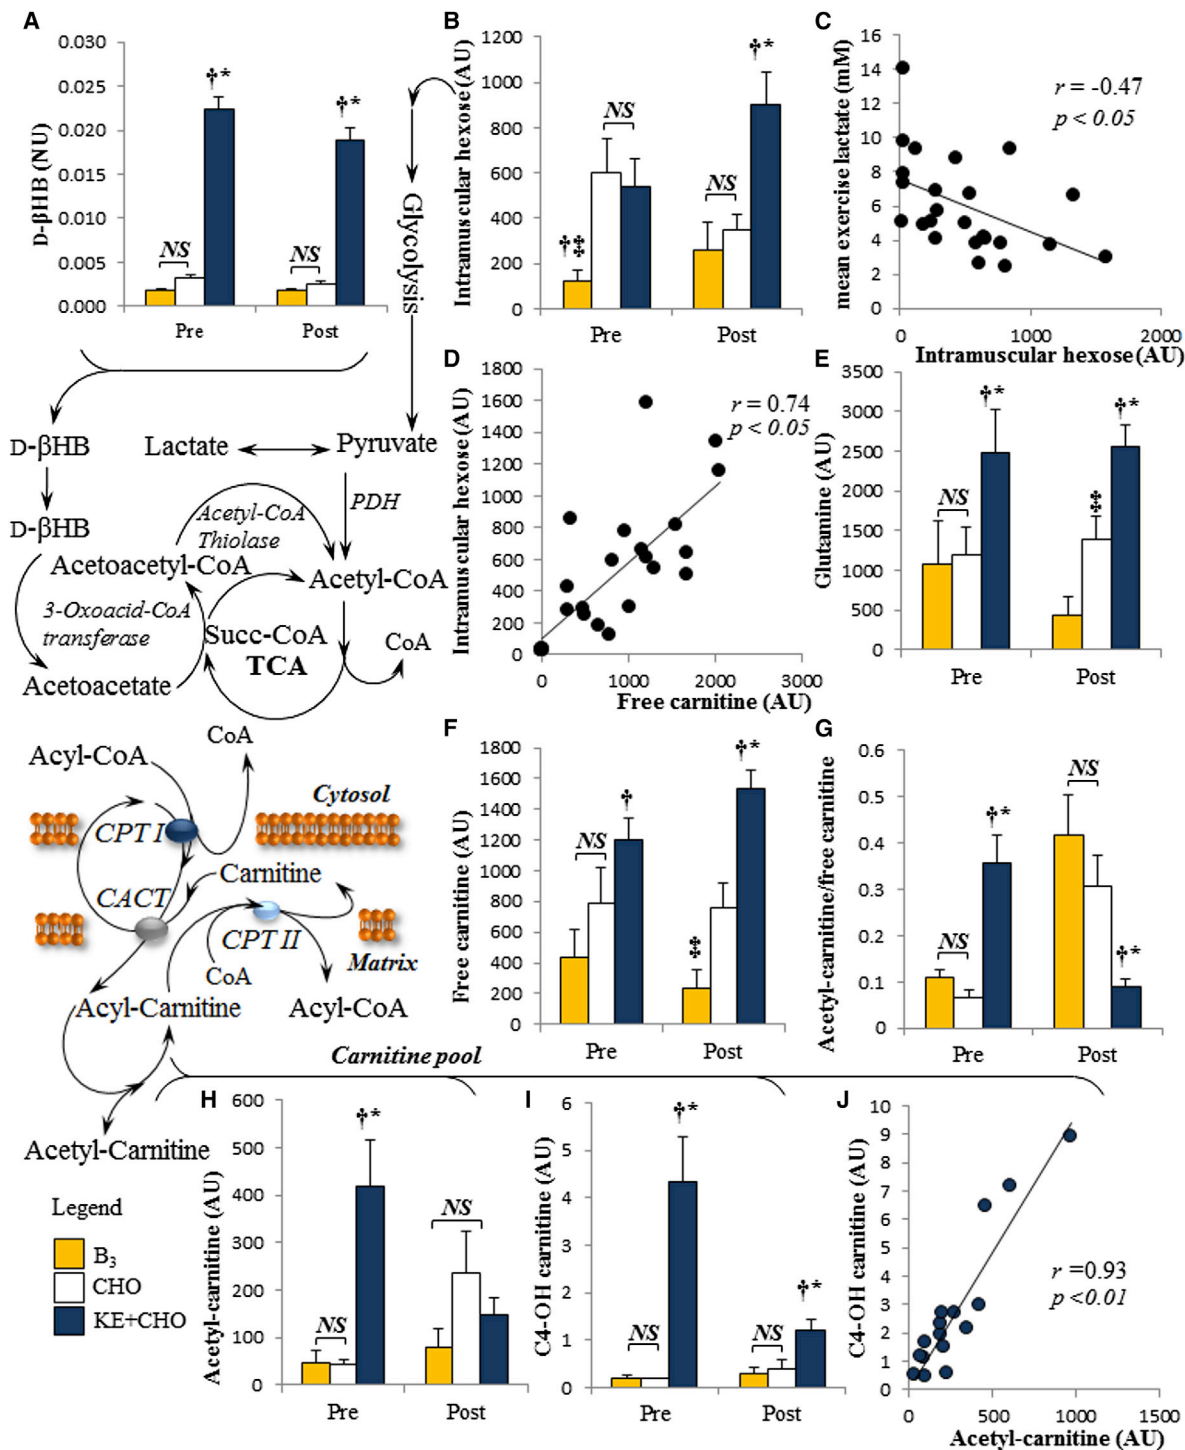 A
D-βHB (NU)
0.030
0.025
0.020
0.015
0.010
0.005
0.000
NS
†*
NS
†*
Pre
Post
B
Intramuscular hexose (AU)
1200
1000
800
600
400
200
0
†‡
NS
NS
†*
Pre
Post
C
mean exercise lactate (mM)
16
14
12
10
8
6
4
2
0
r = -0.47
p < 0.05
0
1000
2000
Intramuscular hexose(AU)
Glycolysis
D-βHB
D-βHB
Lactate
Pyruvate
PDH
Acetyl-CoA
Thiolase
Acetoacetyl-CoA
Acetyl-CoA
3-Oxoacid-CoA
transferase
Succ-CoA
TCA
CoA
Acetoacetate
D
Intramuscular hexose (AU)
1800
1600
1400
1200
1000
800
600
400
200
0
r = 0.74
p < 0.05
0
1000
2000
3000
Free carnitine (AU)
E
Glutamine (AU)
3500
3000
2500
2000
1500
1000
500
0
NS
†*
‡
†*
Pre
Post
CoA
Acyl-CoA
Cytosol
CPT I
Carnitine
CACT
CPT II
CoA
Matrix
Acyl-Carnitine
Acyl-CoA
Carnitine pool
Acetyl-Carnitine
F
Free carnitine (AU)
1800
1600
1400
1200
1000
800
600
400
200
0
NS
†
‡
†*
Pre
Post
G
Acetyl-carnitine/free carnitine
0.6
0.5
0.4
0.3
0.2
0.1
0
NS
†*
NS
†*
Pre
Post
Legend
B3
CHO
KE+CHO
H
Acetyl-carnitine (AU)
600
500
400
300
200
100
0
NS
†*
NS
Pre
Post
I
C4-OH carnitine (AU)
6
5
4
3
2
1
0
NS
†*
NS
†*
Pre
Post
J
C4-OH carnitine (AU)
10
9
8
7
6
5
4
3
2
1
0
r =0.93
p <0.01
0
500
1000
1500
Acetyl-carnitine (AU)